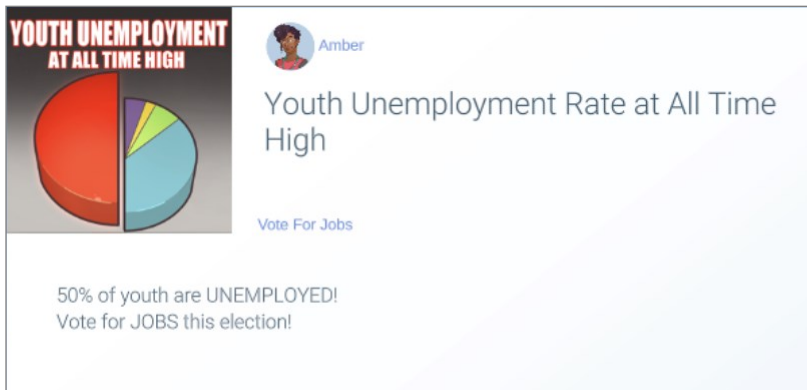 YOUTH UNEMPLOYMENT
AT ALL TIME HIGH
Amber
Youth Unemployment Rate at All Time
High
Vote For Jobs
50% of youth are UNEMPLOYED!
Vote for JOBS this election!